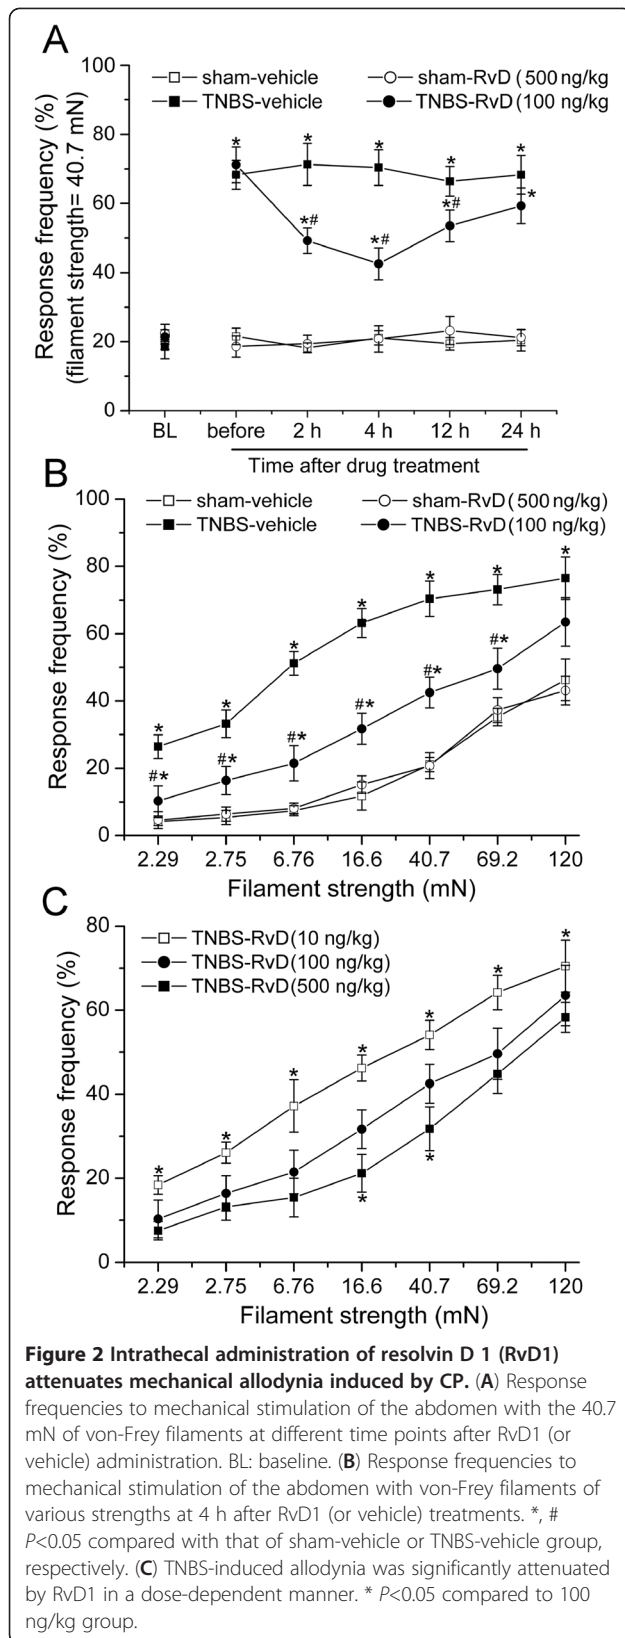 A
100
80
60
40
20
0
Response frequency (%)
(filament strength= 40.7 mN)
sham-vehicle
TNBS-vehicle
sham-RvD (500 ng/kg
TNBS-RvD (100 ng/kg
* * * * *
*# *# *# *
BL before 2 h 4 h 12 h 24 h
Time after drug treatment
B
100
80
60
40
20
0
Response frequency (%)
sham-vehicle
TNBS-vehicle
sham-RvD(500 ng/kg)
TNBS-RvD(100 ng/kg)
* * * * * * *
#* #* #* #* #* #*
2.29 2.75 6.76 16.6 40.7 69.2 120
Filament strength (mN)
C
80
60
40
20
0
Response frequency (%)
TNBS-RvD(10 ng/kg)
TNBS-RvD(100 ng/kg)
TNBS-RvD(500 ng/kg)
* * * * * * *
* *
2.29 2.75 6.76 16.6 40.7 69.2 120
Filament strength (mN)
Figure 2 Intrathecal administration of resolvin D 1 (RvD1)
attenuates mechanical allodynia induced by CP. (A) Response
frequencies to mechanical stimulation of the abdomen with the 40.7
mN of von-Frey filaments at different time points after RvD1 (or
vehicle) administration. BL: baseline. (B) Response frequencies to
mechanical stimulation of the abdomen with von-Frey filaments of
various strengths at 4 h after RvD1 (or vehicle) treatments. *, #
P<0.05 compared with that of sham-vehicle or TNBS-vehicle group,
respectively. (C) TNBS-induced allodynia was significantly attenuated
by RvD1 in a dose-dependent manner. * P<0.05 compared to 100
ng/kg group.